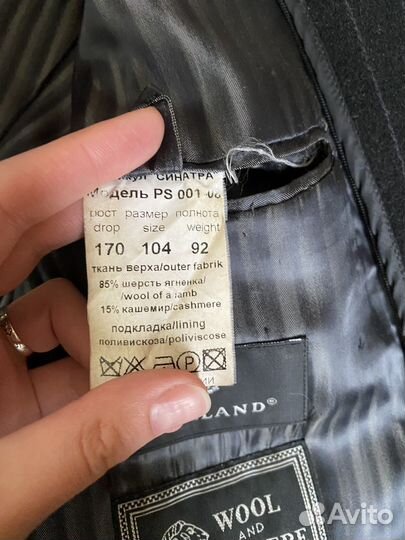 "СИНАТРА"
Модель PS 001
рост размер полнота
drop size weight
170 104 92
ткань верха/outer fabrik
85% шерсть ягненка/
/wool of a lamb
15% кашемир/cashmere
подкладка/lining
поливискоза/poliviscose
P
LAND®
WOOL
AND
Avito